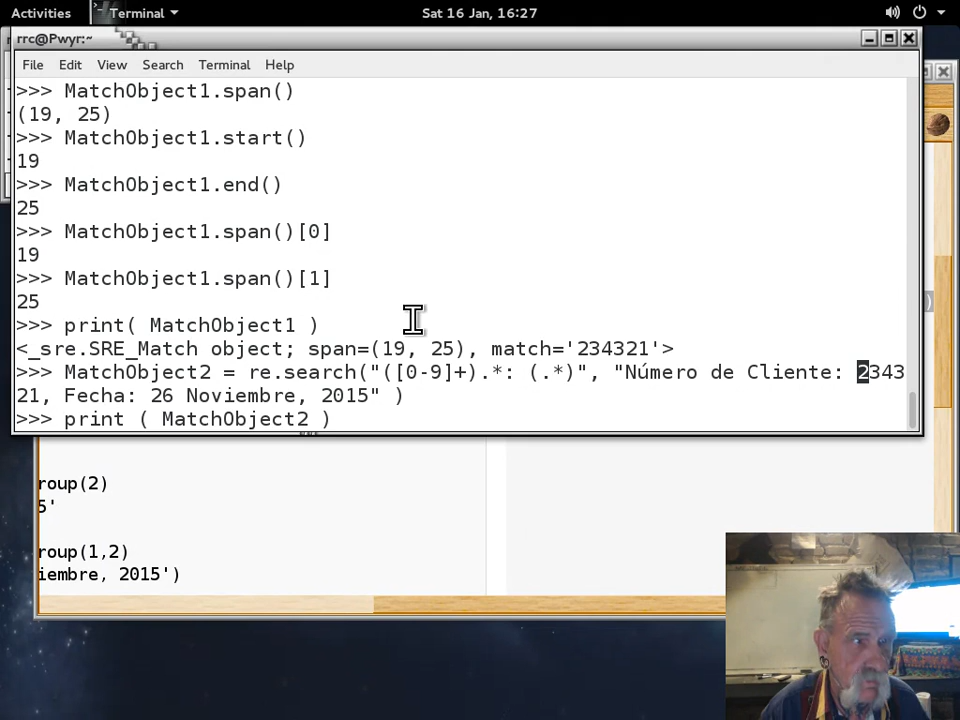 Activities
Terminal
Sat 16 Jan, 16:27
rrc@Pwyr:~
File Edit View Search Terminal Help
>>> MatchObject1.span()
(19, 25)
>>> MatchObject1.start()
19
>>> MatchObject1.end()
25
>>> MatchObject1.span()[0]
19
>>> MatchObject1.span()[1]
25
>>> print( MatchObject1 )
<_sre.SRE_Match object; span=(19, 25), match='234321'>
>>> MatchObject2 = re.search("([0-9]+).*: (.*)", "Número de Cliente: 2343
21, Fecha: 26 Noviembre, 2015" )
>>> print ( MatchObject2 )
roup(2)
5'
roup(1,2)
iembre, 2015')